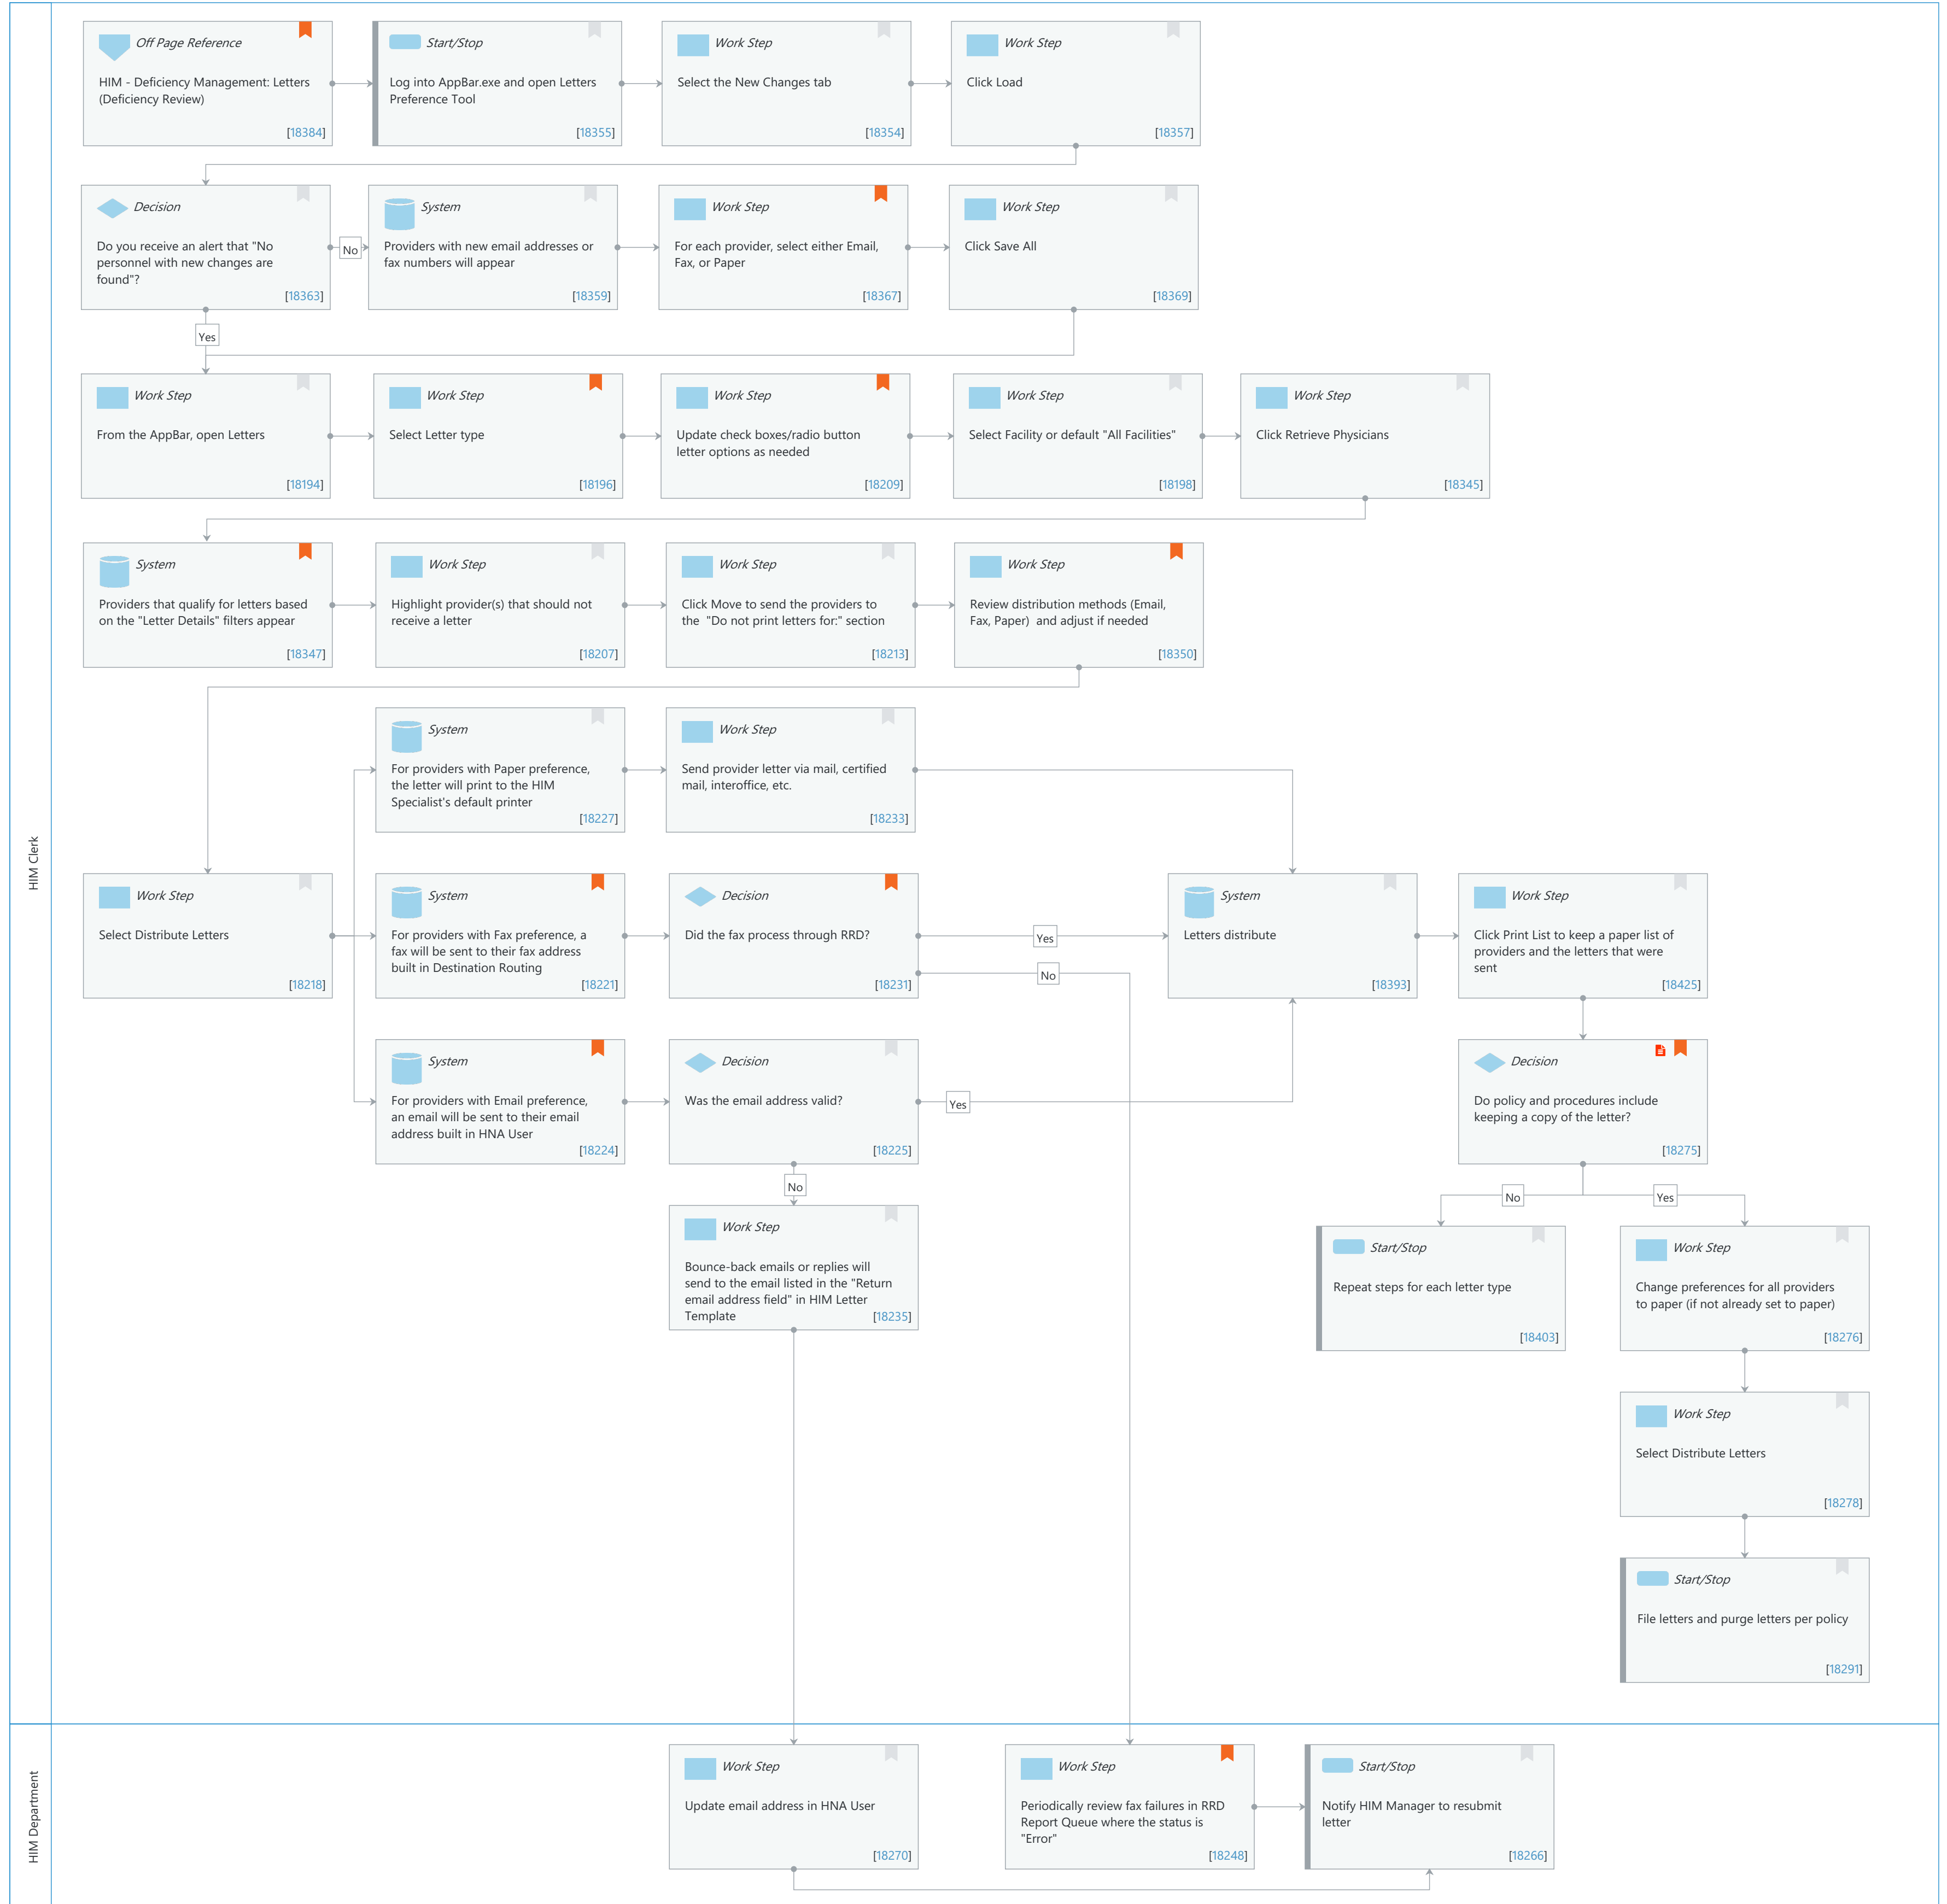 Off Page Reference
HIM - Deficiency Management: Letters
(Deficiency Review)
[18384]
Start/Stop
Log into AppBar.exe and open Letters
Preference Tool
[18355]
Work Step
Select the New Changes tab
[18354]
Work Step
Click Load
[18357]
Decision
Do you receive an alert that "No
personnel with new changes are
found"?
[18363]
No
System
Providers with new email addresses or
fax numbers will appear
[18359]
Work Step
For each provider, select either Email,
Fax, or Paper
[18367]
Work Step
Click Save All
[18369]
Yes
Work Step
From the AppBar, open Letters
[18194]
Work Step
Select Letter type
[18196]
Work Step
Update check boxes/radio button
letter options as needed
[18209]
Work Step
Select Facility or default "All Facilities"
[18198]
Work Step
Click Retrieve Physicians
[18345]
System
Providers that qualify for letters based
on the "Letter Details" filters appear
[18347]
Work Step
Highlight provider(s) that should not
receive a letter
[18207]
Work Step
Click Move to send the providers to
the  "Do not print letters for:" section
[18213]
Work Step
Review distribution methods (Email,
Fax, Paper)  and adjust if needed
[18350]
System
For providers with Paper preference,
the letter will print to the HIM
Specialist's default printer
[18227]
Work Step
Send provider letter via mail, certified
mail, interoffice, etc.
[18233]
HIM Clerk
Work Step
Select Distribute Letters
[18218]
System
For providers with Fax preference, a
fax will be sent to their fax address
built in Destination Routing
[18221]
Decision
Did the fax process through RRD?
[18231]
Yes
No
System
Letters distribute
[18393]
Work Step
Click Print List to keep a paper list of
providers and the letters that were
sent
[18425]
System
For providers with Email preference,
an email will be sent to their email
address built in HNA User
[18224]
Decision
Was the email address valid?
[18225]
Yes
No
Decision
Do policy and procedures include
keeping a copy of the letter?
[18275]
No
Yes
Work Step
Bounce-back emails or replies will
send to the email listed in the "Return
email address field" in HIM Letter
Template
[18235]
Start/Stop
Repeat steps for each letter type
[18403]
Work Step
Change preferences for all providers
to paper (if not already set to paper)
[18276]
Work Step
Select Distribute Letters
[18278]
Start/Stop
File letters and purge letters per policy
[18291]
HIM Department
Work Step
Update email address in HNA User
[18270]
Work Step
Periodically review fax failures in RRD
Report Queue where the status is
"Error"
[18248]
Start/Stop
Notify HIM Manager to resubmit
letter
[18266]